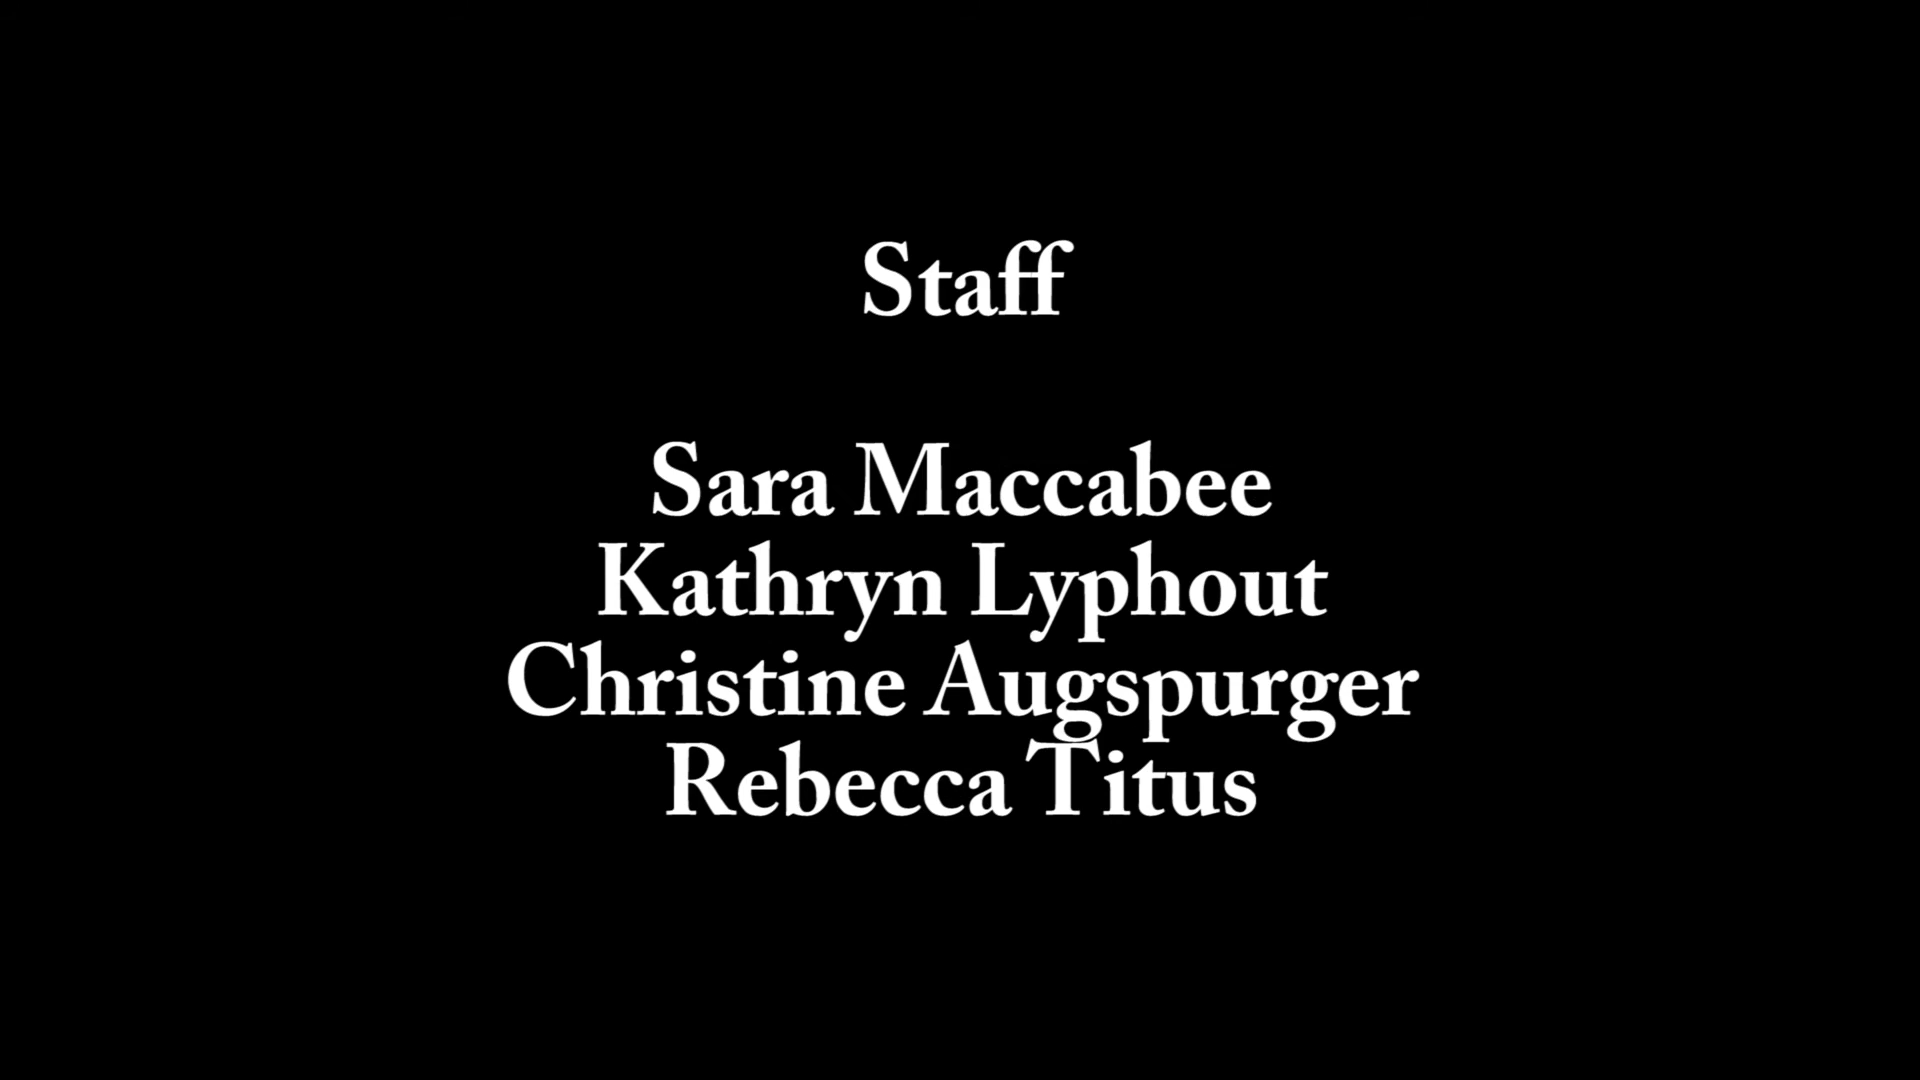 Staff
Sara Maccabee
Kathryn Lyphout
Christine Augspurger
Rebecca Titus